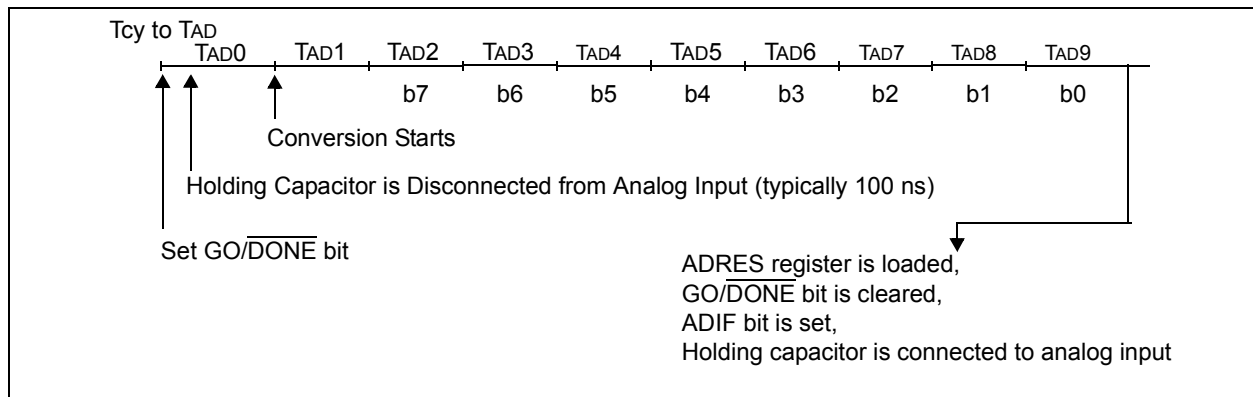 Tcy to TAD
TAD0 TAD1 TAD2 TAD3 TAD4 TAD5 TAD6 TAD7 TAD8 TAD9
b7 b6 b5 b4 b3 b2 b1 b0
Conversion Starts
Holding Capacitor is Disconnected from Analog Input (typically 100 ns)
Set GO/DONE bit
ADRES register is loaded,
GO/DONE bit is cleared,
ADIF bit is set,
Holding capacitor is connected to analog input